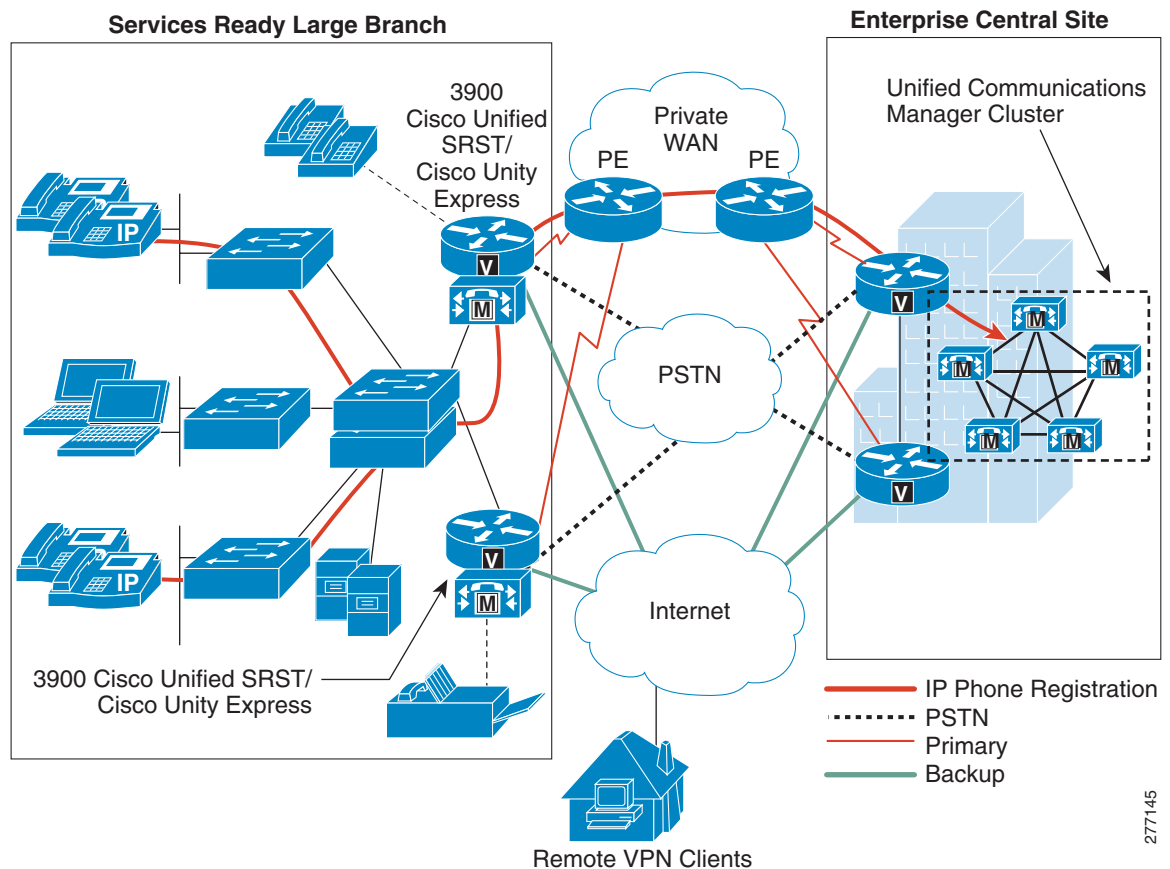 Services Ready Large Branch
Enterprise Central Site
3900
Cisco Unified
SRST/
Cisco Unity
Express
Private
WAN
PE
PE
Unified Communications
Manager Cluster
IP
V
M
V
M
M
M
M
M
PSTN
V
M
V
IP
Internet
3900 Cisco Unified SRST/
Cisco Unity Express
IP Phone Registration
PSTN
Primary
Backup
Remote VPN Clients
277145